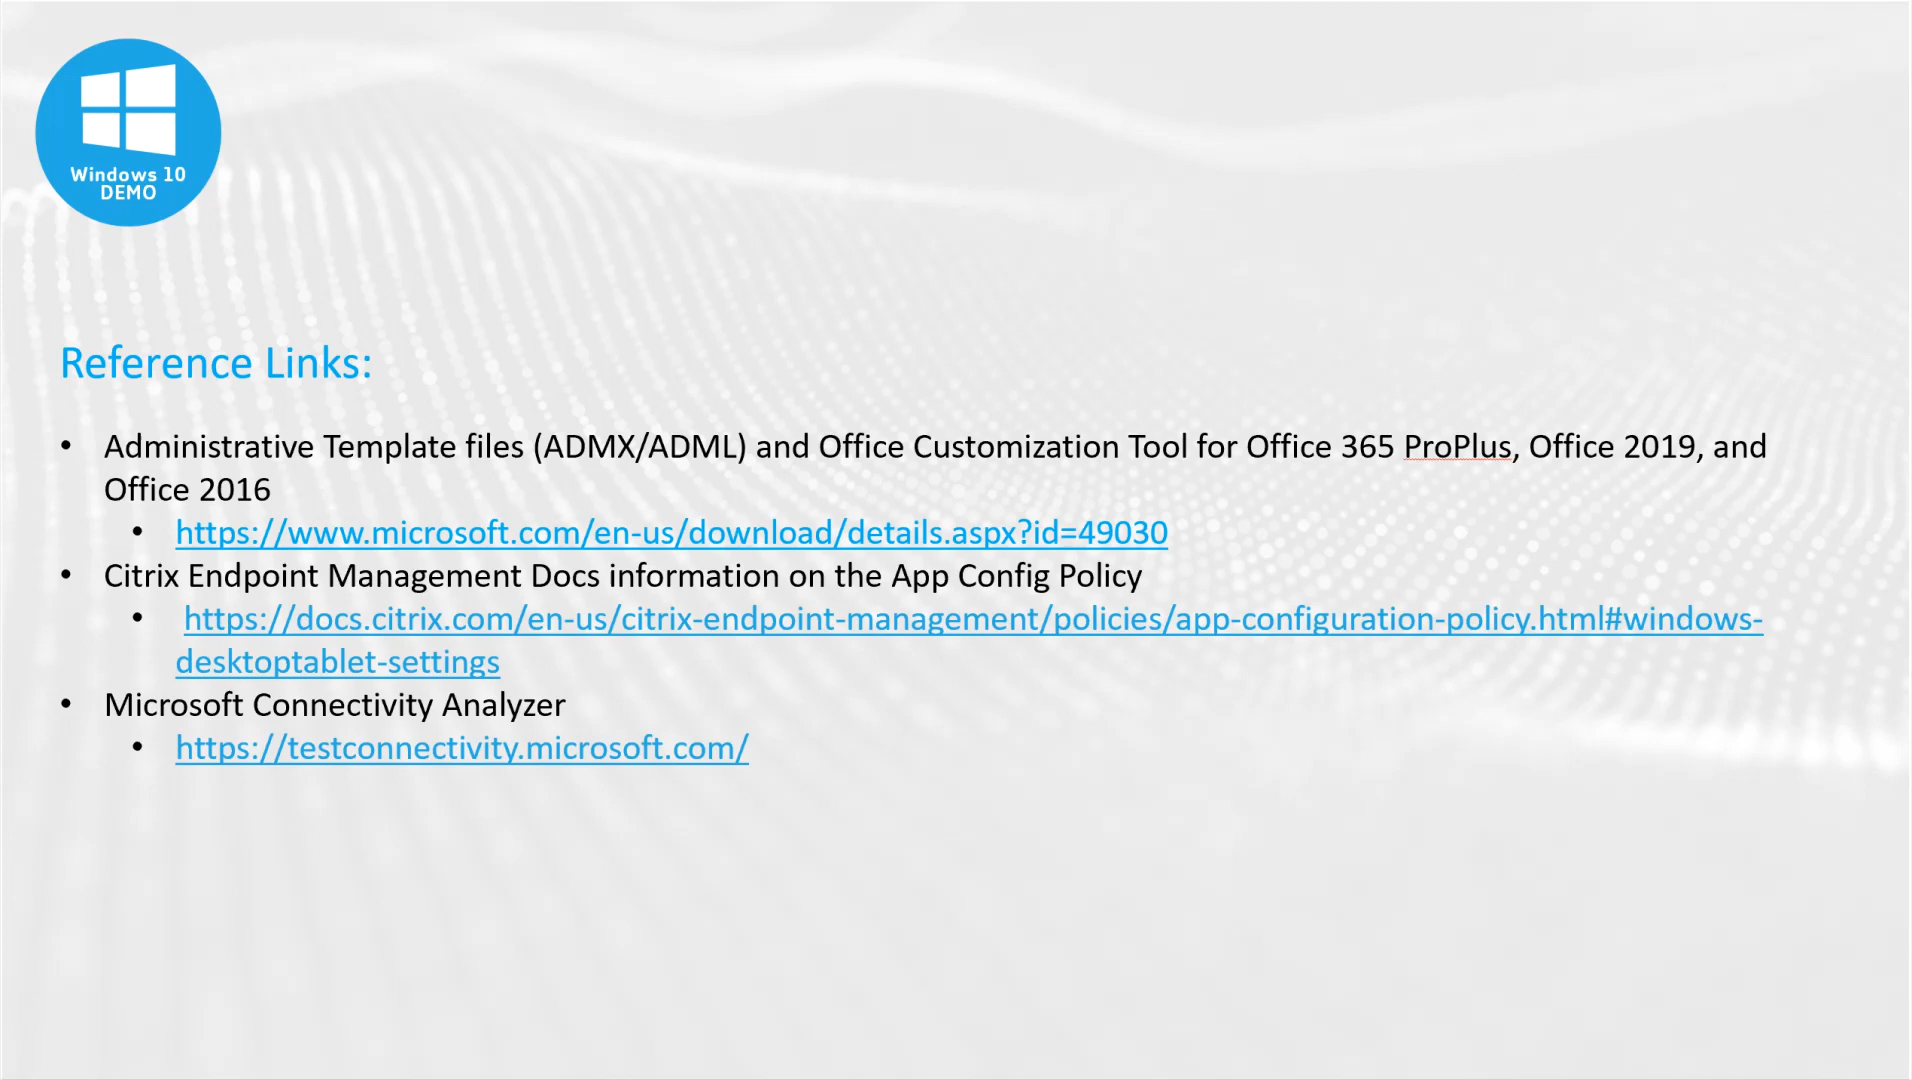 Windows 10
DEMO
Reference Links:
• Administrative Template files (ADMX/ADML) and Office Customization Tool for Office 365 ProPlus, Office 2019, and
Office 2016
• https://www.microsoft.com/en-us/download/details.aspx?id=49030
• Citrix Endpoint Management Docs information on the App Config Policy
• https://docs.citrix.com/en-us/citrix-endpoint-management/policies/app-configuration-policy.html#windows-
desktoptablet-settings
• Microsoft Connectivity Analyzer
• https://testconnectivity.microsoft.com/